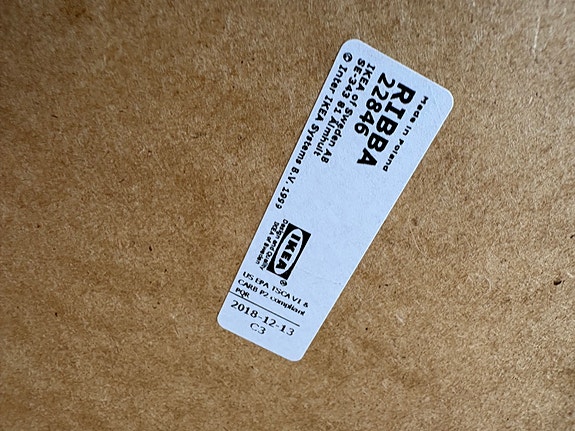 Made in Poland
RIBBA
22846
IKEA of Sweden AB
SE-343 81 Älmhult
© Inter IKEA Systems B.V. 1999
IKEA®
Design and Quality
IKEA of Sweden
US EPA TSCA VI &
CARB P2 compliant
PQR
2018-12-13
C3